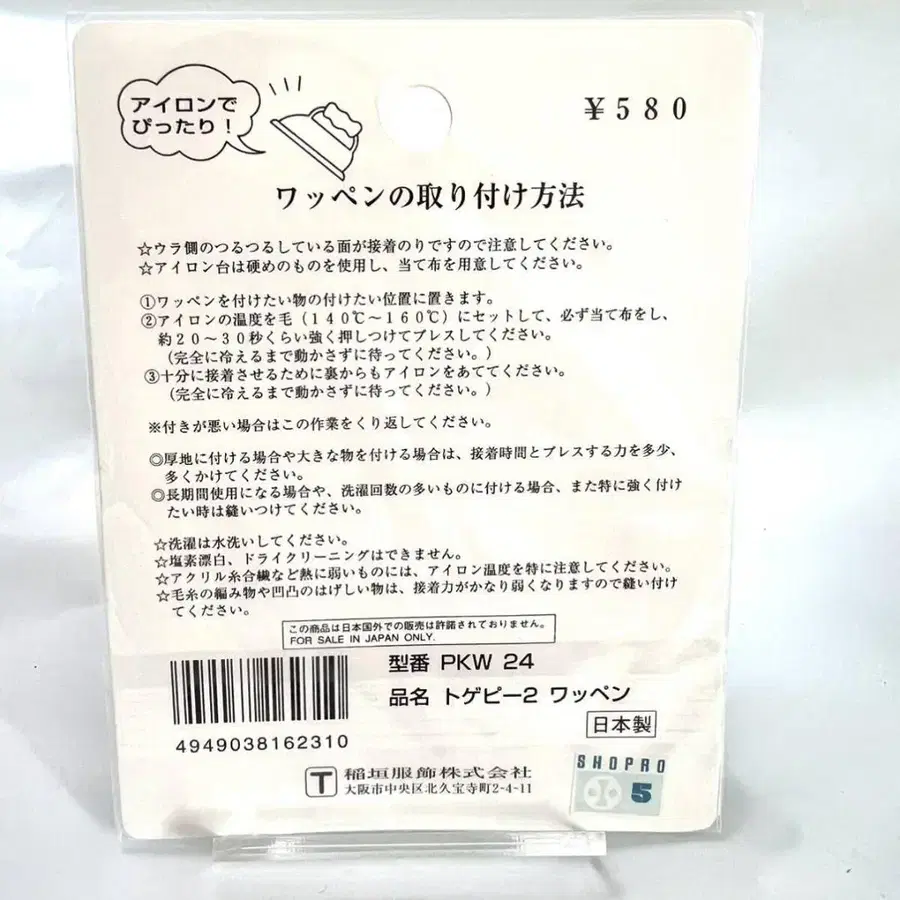 アイロンで
ぴったり!
¥580
ワッペンの取り付け方法
☆ウラ側のつるつるしている面が接着のりですので注意してください。
☆アイロン台は硬めのものを使用し、当て布を用意してください。
①ワッペンを付けたい物の付けたい位置に置きます。
②アイロンの温度を毛(140℃～160℃)にセットして、必ず当て布をし、
約20～30秒くらい強く押しつけてプレスしてください。
(完全に冷えるまで動かさずに待ってください。)
③十分に接着させるために裏からもアイロンをあててください。
(完全に冷えるまで動かさずに待ってください。)
※付きが悪い場合はこの作業をくり返してください。
◎厚地に付ける場合や大きな物を付ける場合は、接着時間とプレスする力を多少、
多くかけてください。
◎長期間使用になる場合や、洗濯回数の多いものに付ける場合、また特に強く付け
たい時は縫いつけてください。
☆洗濯は水洗いしてください。
☆塩素漂白、ドライクリーニングはできません。
☆アクリル糸合繊など熱に弱いものには、アイロン温度を特に注意してください。
☆毛糸の編み物や凹凸のはげしい物は、接着力がかなり弱くなりますので縫い付け
てください。
この商品は日本国外での販売は許諾されておりません。
FOR SALE IN JAPAN ONLY.
型番 PKW 24
品名 トゲピー2 ワッペン
日本製
4949038162310
T 稲垣服飾株式会社
大阪市中央区北久宝寺町2-4-11
SHOPRO
5